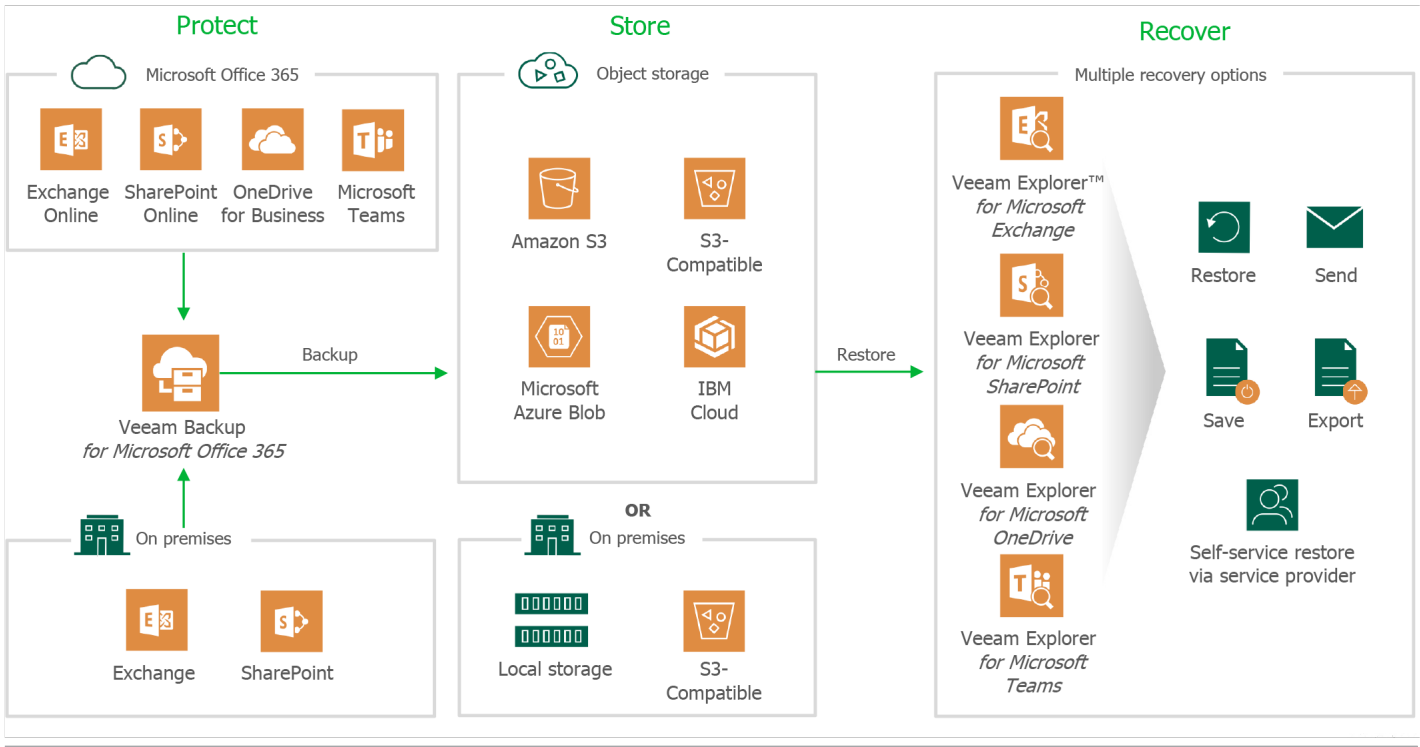 Protect
Store
Recover
Microsoft Office 365
Exchange
Online
SharePoint
Online
OneDrive
for Business
Microsoft
Teams
Veeam Backup
for Microsoft Office 365
On premises
Exchange
SharePoint
Backup
Object storage
Amazon S3
S3-
Compatible
Microsoft
Azure Blob
IBM
Cloud
OR
On premises
Local storage
S3-
Compatible
Restore
Multiple recovery options
Veeam Explorer™
for Microsoft
Exchange
Veeam Explorer
for Microsoft
SharePoint
Veeam Explorer
for Microsoft
OneDrive
Veeam Explorer
for Microsoft
Teams
Restore
Send
Save
Export
Self-service restore
via service provider
E
S
T
E
S
10
01
E
S
T